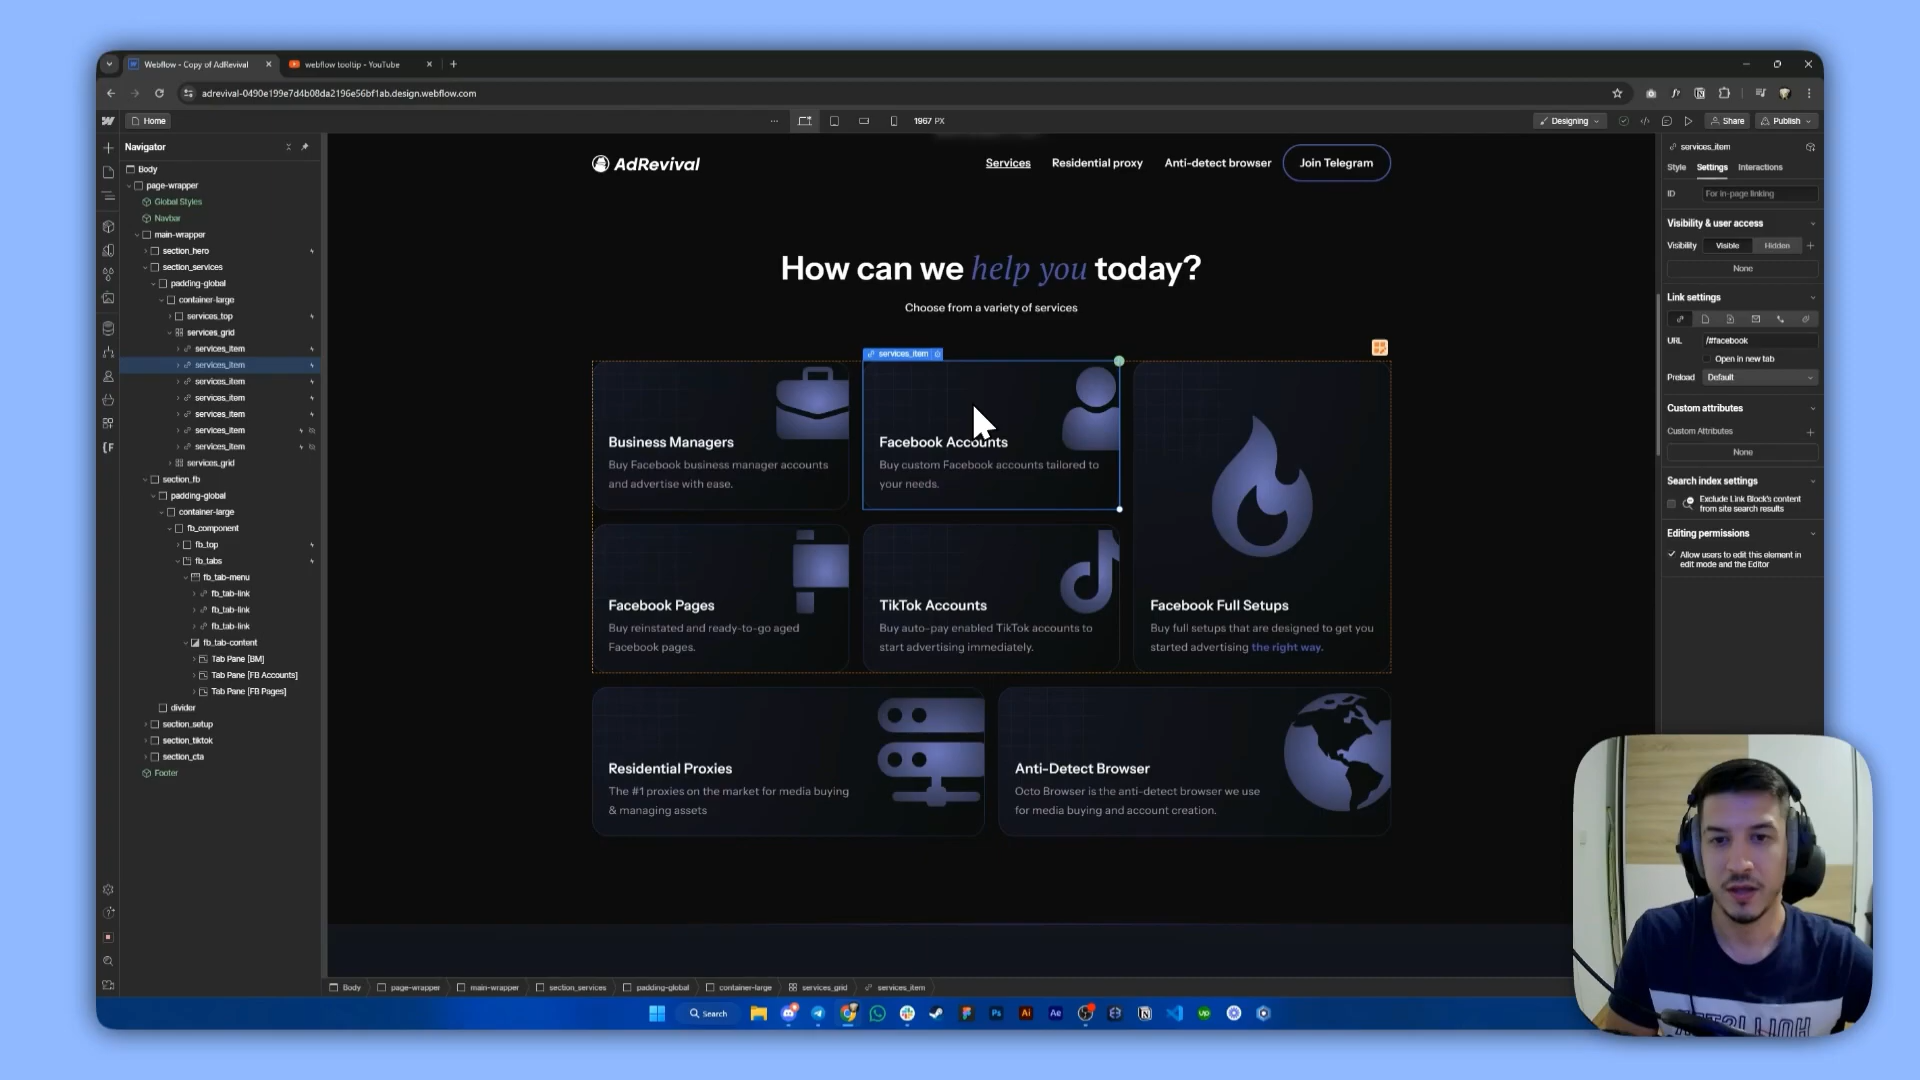 Webflow - Copy of AdRevival
webflow tooltip - YouTube
adrevival-0490e199e7d4b08da2196e56bf1ab.design.webflow.com
Home
1967 PX
Designing
Share
Publish
Navigator
Body
page-wrapper
Global Styles
Navbar
main-wrapper
section_hero
section_services
padding-global
container-large
services_top
services_grid
services_item
services_item
services_item
services_item
services_item
services_item
services_item
services_grid
section_fb
padding-global
container-large
fb_component
fb_top
fb_tabs
fb_tab-menu
fb_tab-link
fb_tab-link
fb_tab-link
fb_tab-content
Tab Pane [BM]
Tab Pane [FB Accounts]
Tab Pane [FB Pages]
divider
section_setup
section_tiktok
section_cta
Footer
AdRevival
Services
Residential proxy
Anti-detect browser
Join Telegram
How can we help you today?
Choose from a variety of services
services_item
Business Managers
Buy Facebook business manager accounts
and advertise with ease.
Facebook Accounts
Buy custom Facebook accounts tailored to
your needs.
Facebook Pages
Buy reinstated and ready-to-go aged
Facebook pages.
TikTok Accounts
Buy auto-pay enabled TikTok accounts to
start advertising immediately.
Facebook Full Setups
Buy full setups that are designed to get you
started advertising the right way.
Residential Proxies
The #1 proxies on the market for media buying
& managing assets
Anti-Detect Browser
Octo Browser is the anti-detect browser we use
for media buying and account creation.
services_item
Style
Settings
Interactions
ID
For in-page linking
Visibility & user access
Visibility
Visible
Hidden
None
Link settings
URL
/#facebook
Open in new tab
Preload
Default
Custom attributes
Custom Attributes
None
Search index settings
Exclude Link Block's content
from site search results
Editing permissions
Allow users to edit this element in
edit mode and the Editor
Body
page-wrapper
main-wrapper
section_services
padding-global
container-large
services_grid
services_item
Search
Ps
Ai
Ae
up